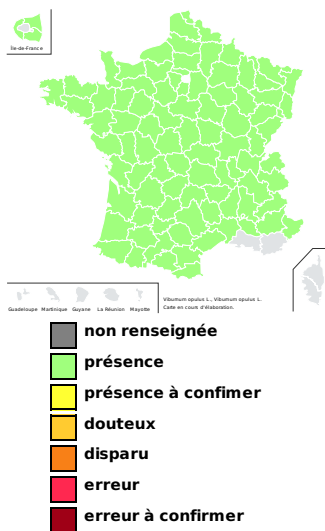 Île-de-France
Guadeloupe Martinique Guyane La Réunion Mayotte
Viburnum opulus L., Viburnum opulus L.
Carte en cours d'élaboration.
non renseignée
présence
présence à confimer
douteux
disparu
erreur
erreur à confirmer